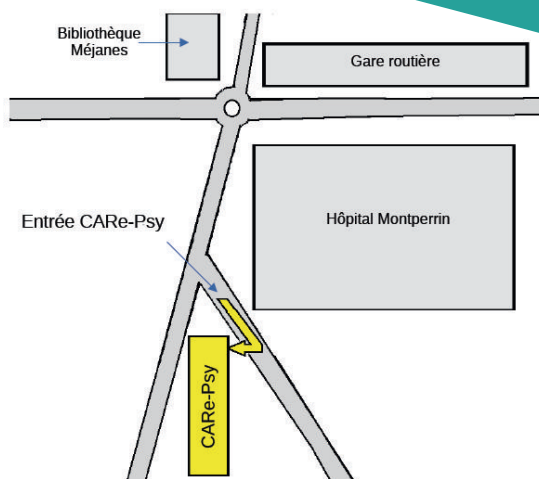 Bibliothèque
Méjanes
Gare routière
Entrée CARe-Psy
Hôpital Montperrin
CARe-Psy